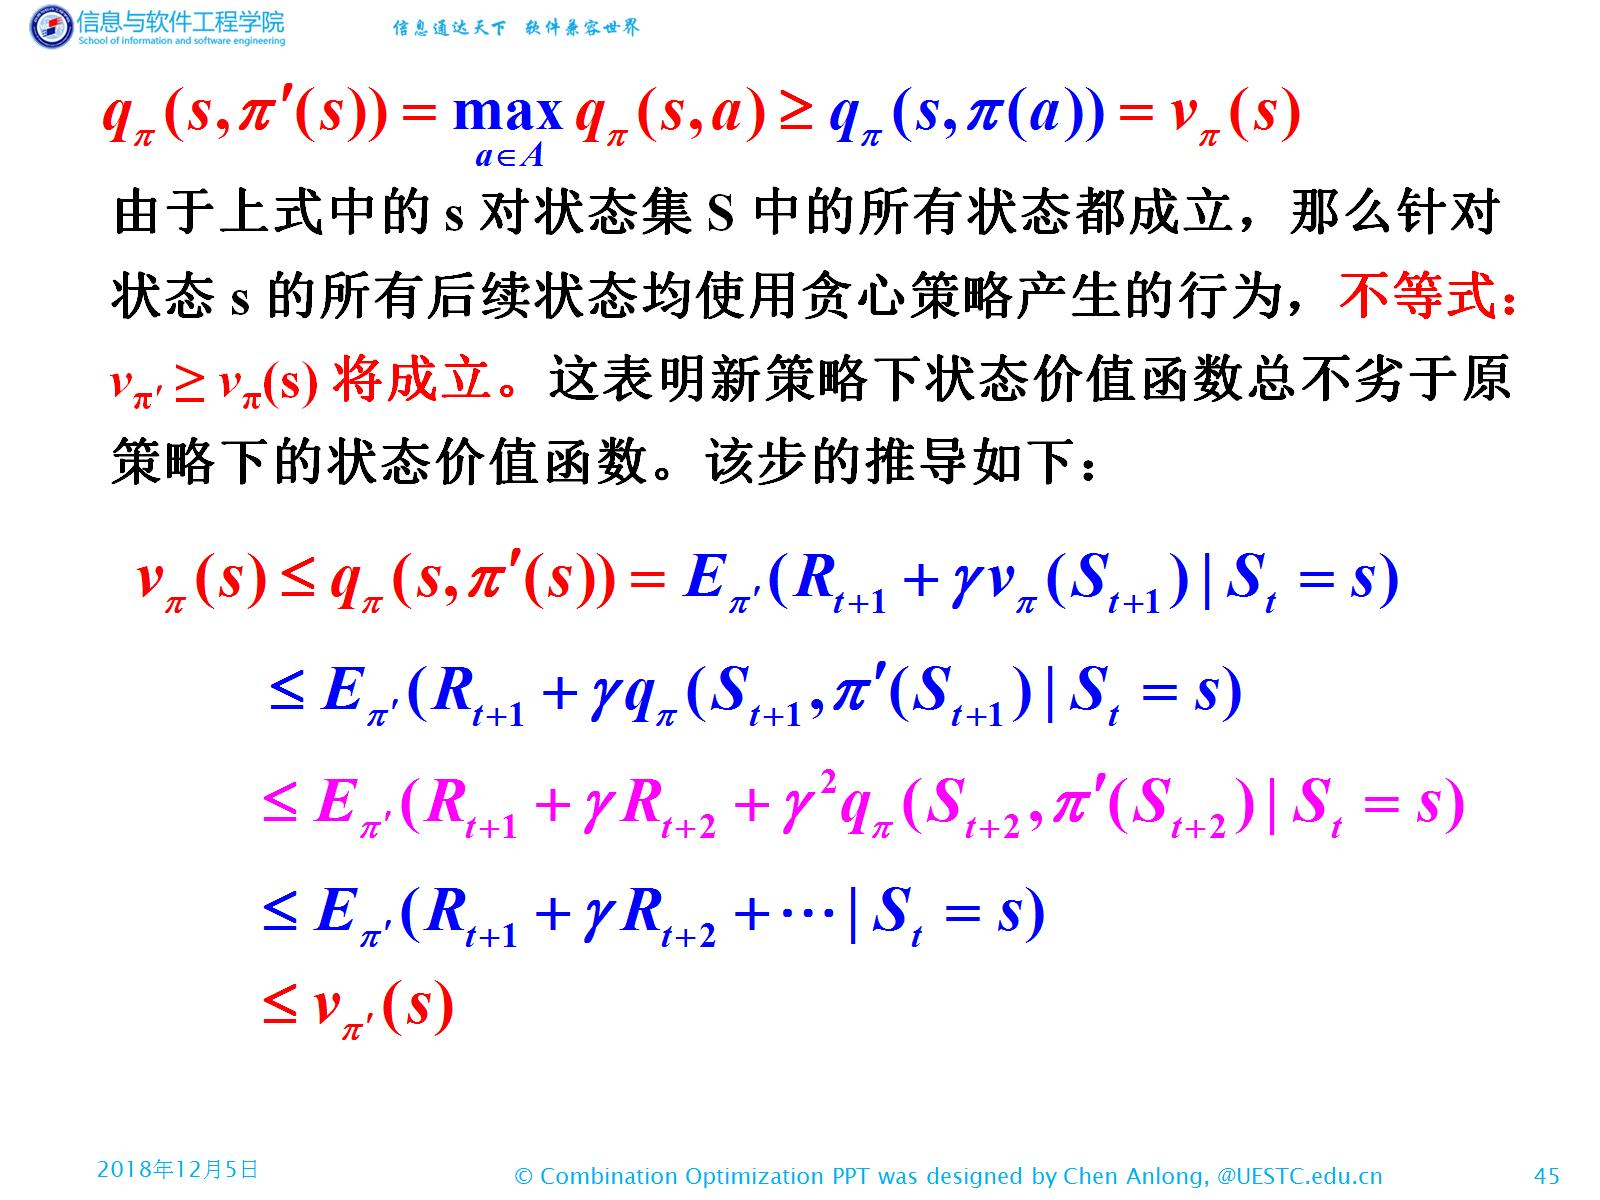 信息与软件工程学院
School of information and software engineering
信息通达天下 软件兼容世界
qπ(s,π′(s)) = max qπ(s,a) ≥ qπ(s,π(a)) = vπ(s)
a∈A
由于上式中的 s 对状态集 S 中的所有状态都成立，那么针对
状态 s 的所有后续状态均使用贪心策略产生的行为，不等式：
vπ′ ≥ vπ(s) 将成立。这表明新策略下状态价值函数总不劣于原
策略下的状态价值函数。该步的推导如下：
vπ(s) ≤ qπ(s,π′(s)) = Eπ′(Rt+1 + γvπ(St+1) | St = s)
≤ Eπ′(Rt+1 + γqπ(St+1,π′(St+1) | St = s)
≤ Eπ′(Rt+1 + γRt+2 + γ²qπ(St+2,π′(St+2) | St = s)
≤ Eπ′(Rt+1 + γRt+2 + ⋯ | St = s)
≤ vπ′(s)
2018年12月5日
© Combination Optimization PPT was designed by Chen Anlong, @UESTC.edu.cn
45